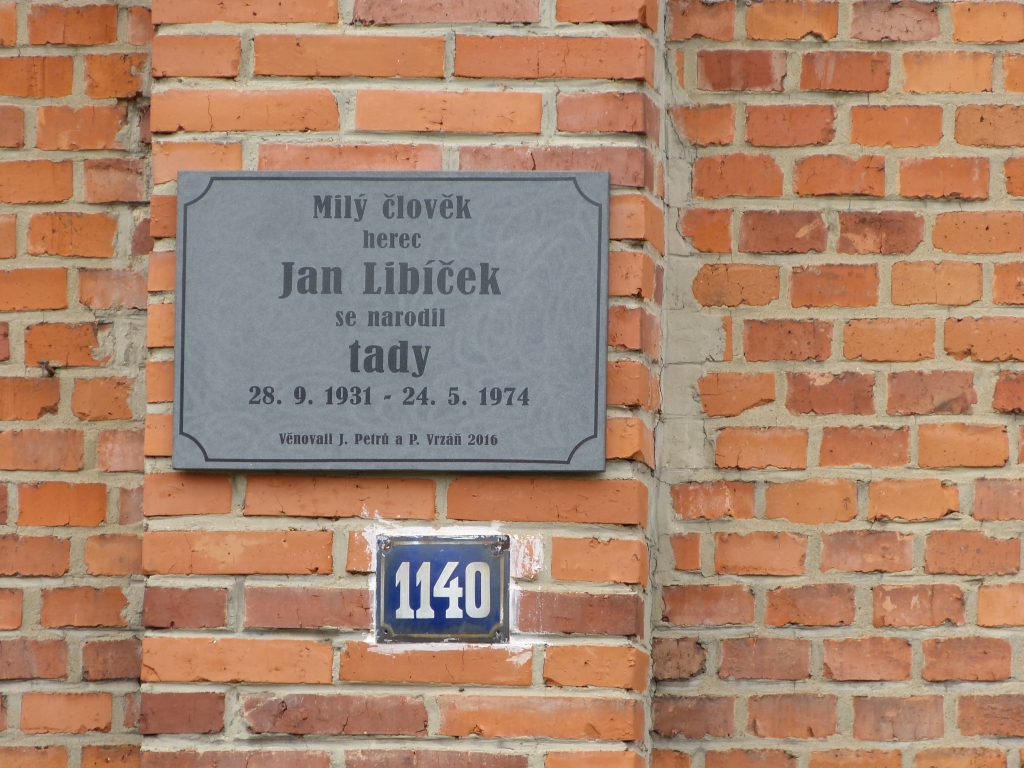 Milý člověk
herec
Jan Libíček
se narodil
tady
28. 9. 1931 - 24. 5. 1974
Věnovali J. Petrů a P. Vrzáň 2016
1140